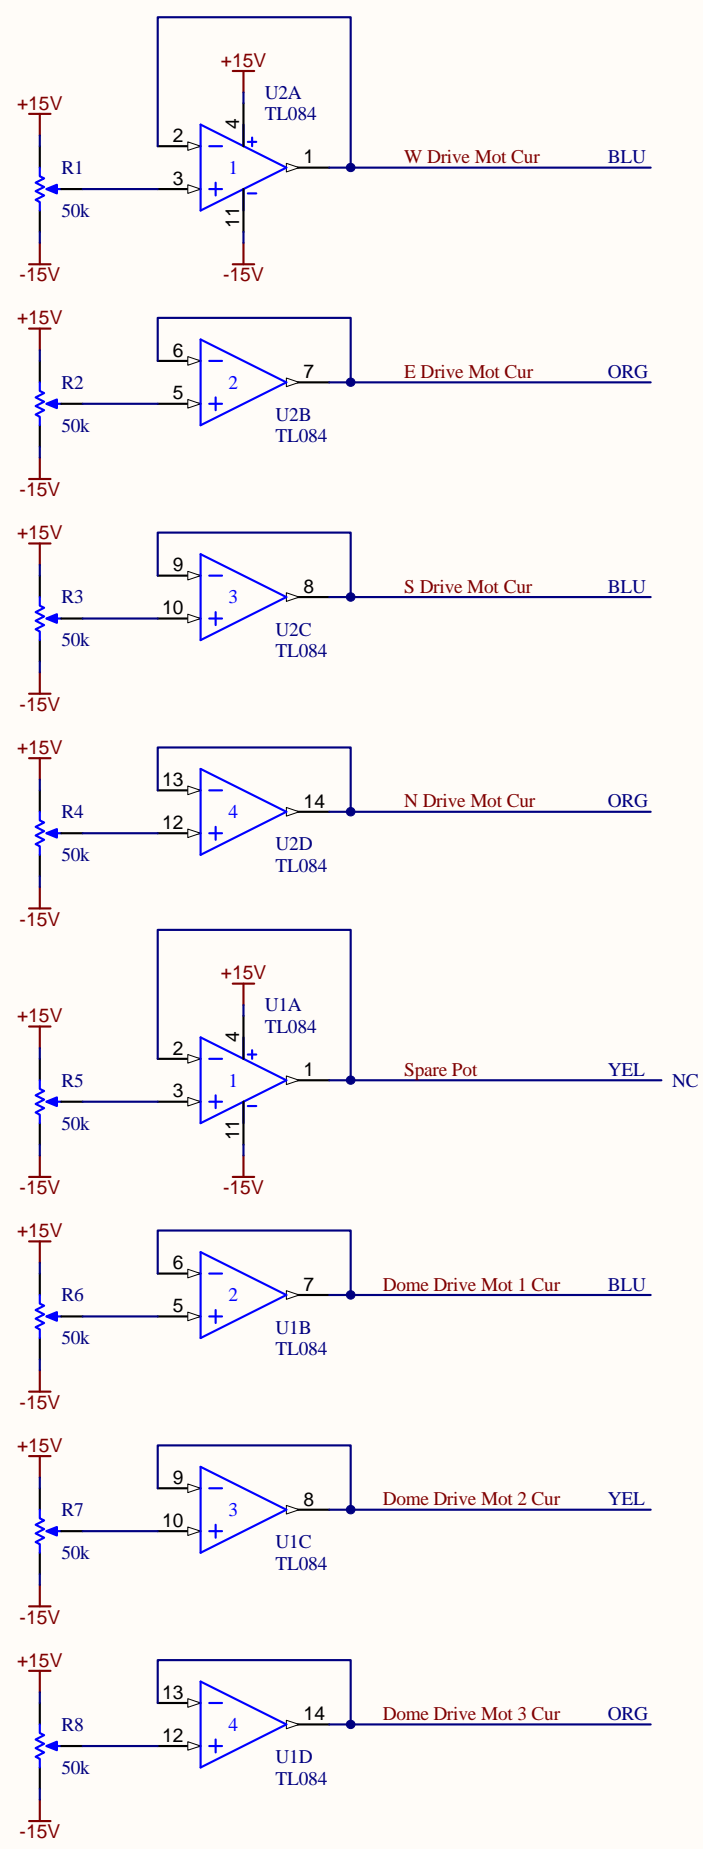 +15V
U2A
TL084
+15V
4
+
2
−
1
1
W Drive Mot Cur
BLU
R1
3
+
−
50k
11
-15V
-15V
+15V
6
−
7
E Drive Mot Cur
ORG
R2
2
5
+
50k
U2B
TL084
-15V
+15V
9
−
8
S Drive Mot Cur
BLU
R3
3
10
+
50k
U2C
TL084
-15V
+15V
13
−
14
N Drive Mot Cur
ORG
R4
4
12
+
50k
U2D
TL084
-15V
+15V
U1A
TL084
+15V
4
+
2
−
1
1
Spare Pot
YEL
NC
R5
3
+
−
50k
11
-15V
-15V
+15V
6
−
7
Dome Drive Mot 1 Cur
BLU
R6
2
5
+
50k
U1B
TL084
-15V
+15V
9
−
8
Dome Drive Mot 2 Cur
YEL
R7
3
10
+
50k
U1C
TL084
-15V
+15V
13
−
14
Dome Drive Mot 3 Cur
ORG
R8
4
12
+
50k
U1D
TL084
-15V